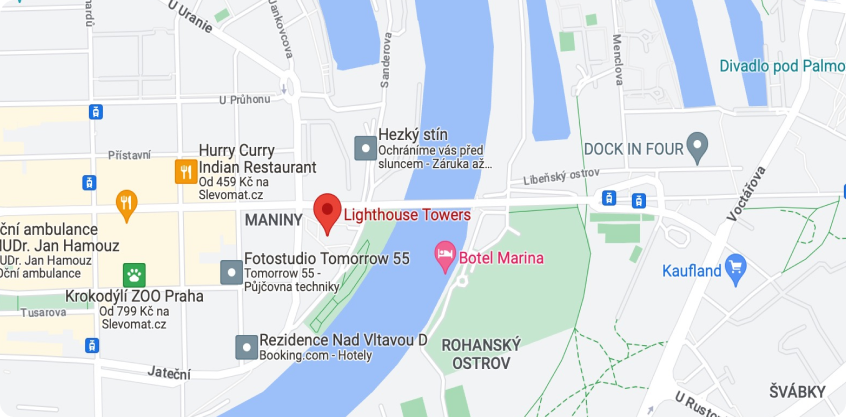 U Uranie
Jankovcova
Sanderova
Menclova
Divadlo pod Palmo
U Průhonu
Hezký stín
Ochráníme vás před
sluncem - Záruka až...
DOCK IN FOUR
Přístavní
Hurry Curry
Indian Restaurant
Od 459 Kč na
Slevomat.cz
Libeňský ostrov
Voctářova
MANINY
Lighthouse Towers
ční ambulance
UDr. Jan Hamouz
UDr. Jan Hamouz
Oční ambulance
Fotostudio Tomorrow 55
Tomorrow 55 -
Půjčovna techniky
Botel Marina
Kaufland
Krokodýlí ZOO Praha
Od 799 Kč na
Slevomat.cz
Tusarova
Rezidence Nad Vltavou D
Booking.com - Hotely
ROHANSKÝ
OSTROV
Jateční
U Rusto
ŠVÁBKY